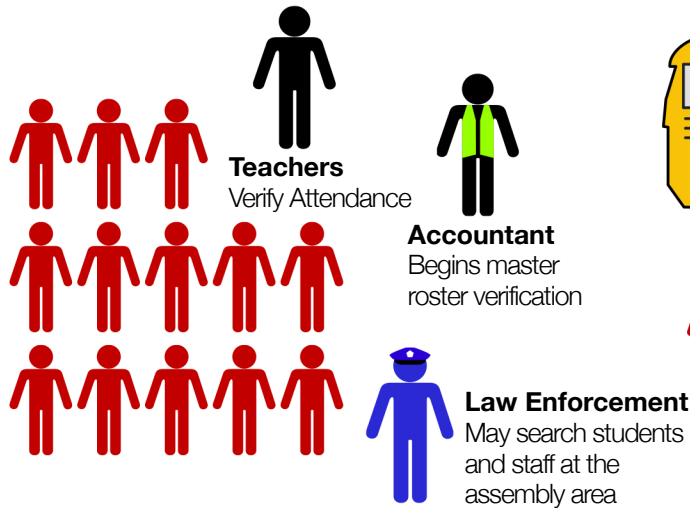 Teachers
Verify Attendance
Accountant
Begins master
roster verification
Law Enforcement
May search students
and staff at the
assembly area